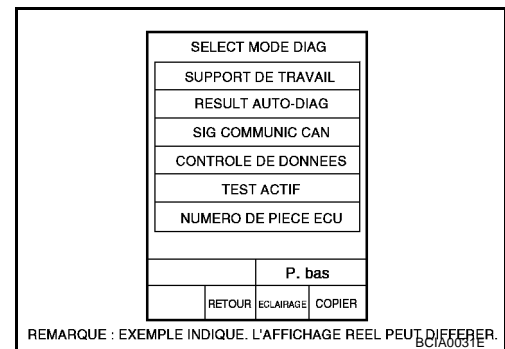 SELECT MODE DIAG
SUPPORT DE TRAVAIL
RESULT AUTO-DIAG
SIG COMMUNIC CAN
CONTROLE DE DONNEES
TEST ACTIF
NUMERO DE PIECE ECU
P. bas
RETOUR ECLAIRAGE COPIER
REMARQUE : EXEMPLE INDIQUE. L'AFFICHAGE REEL PEUT DIFFERER.
BCIA0031E